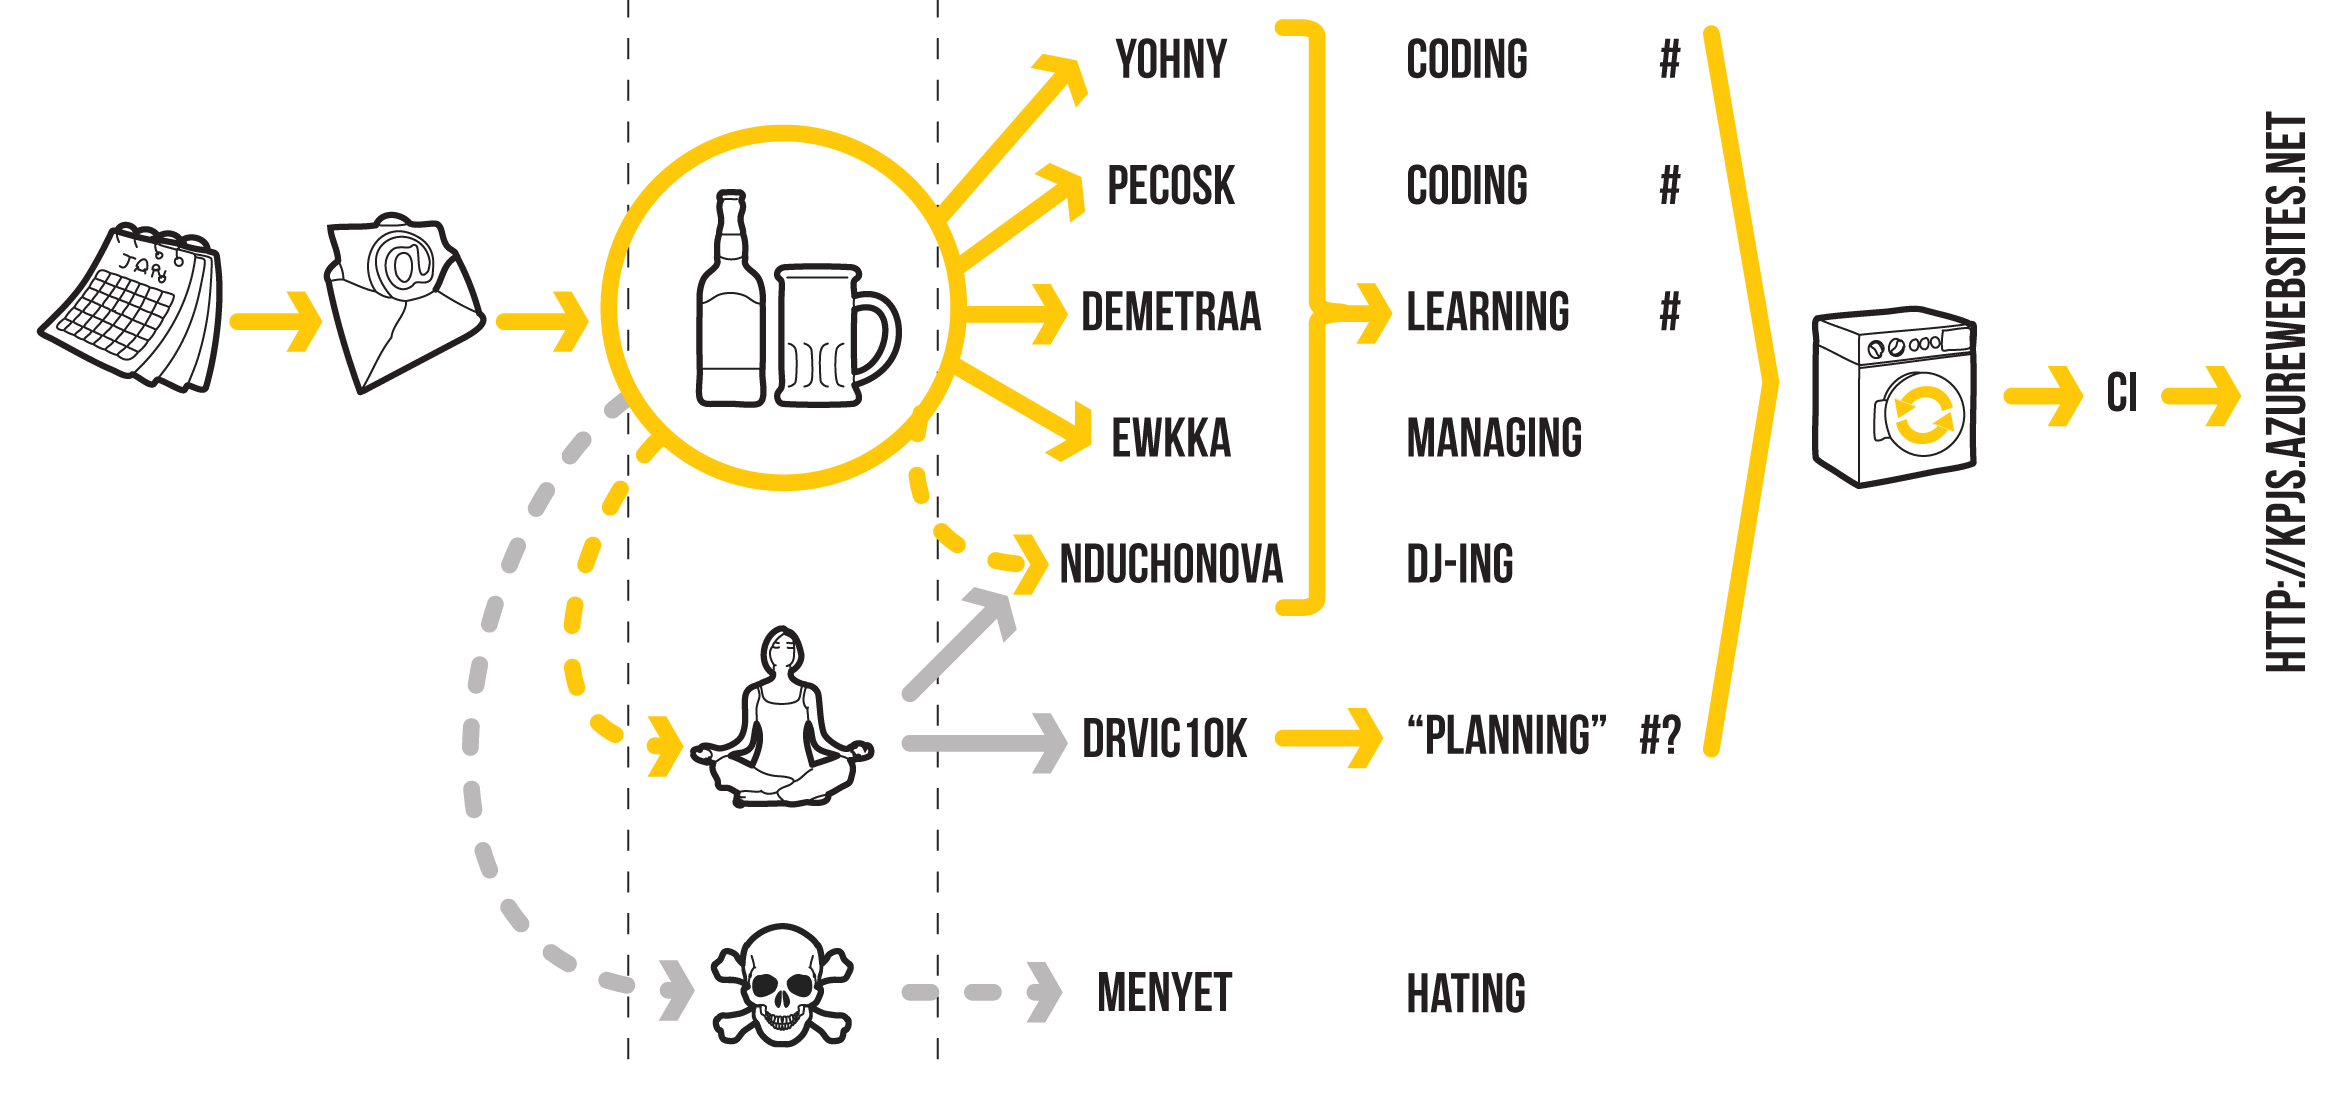 JAN
@
YOHNY CODING #
PECOSK CODING #
DEMETRAA LEARNING #
EWKKA MANAGING
NDUCHONOVA DJ-ING
DRVIC10K “PLANNING” #?
MENYET HATING
CI
HTTP://KPJS.AZUREWEBSITES.NET